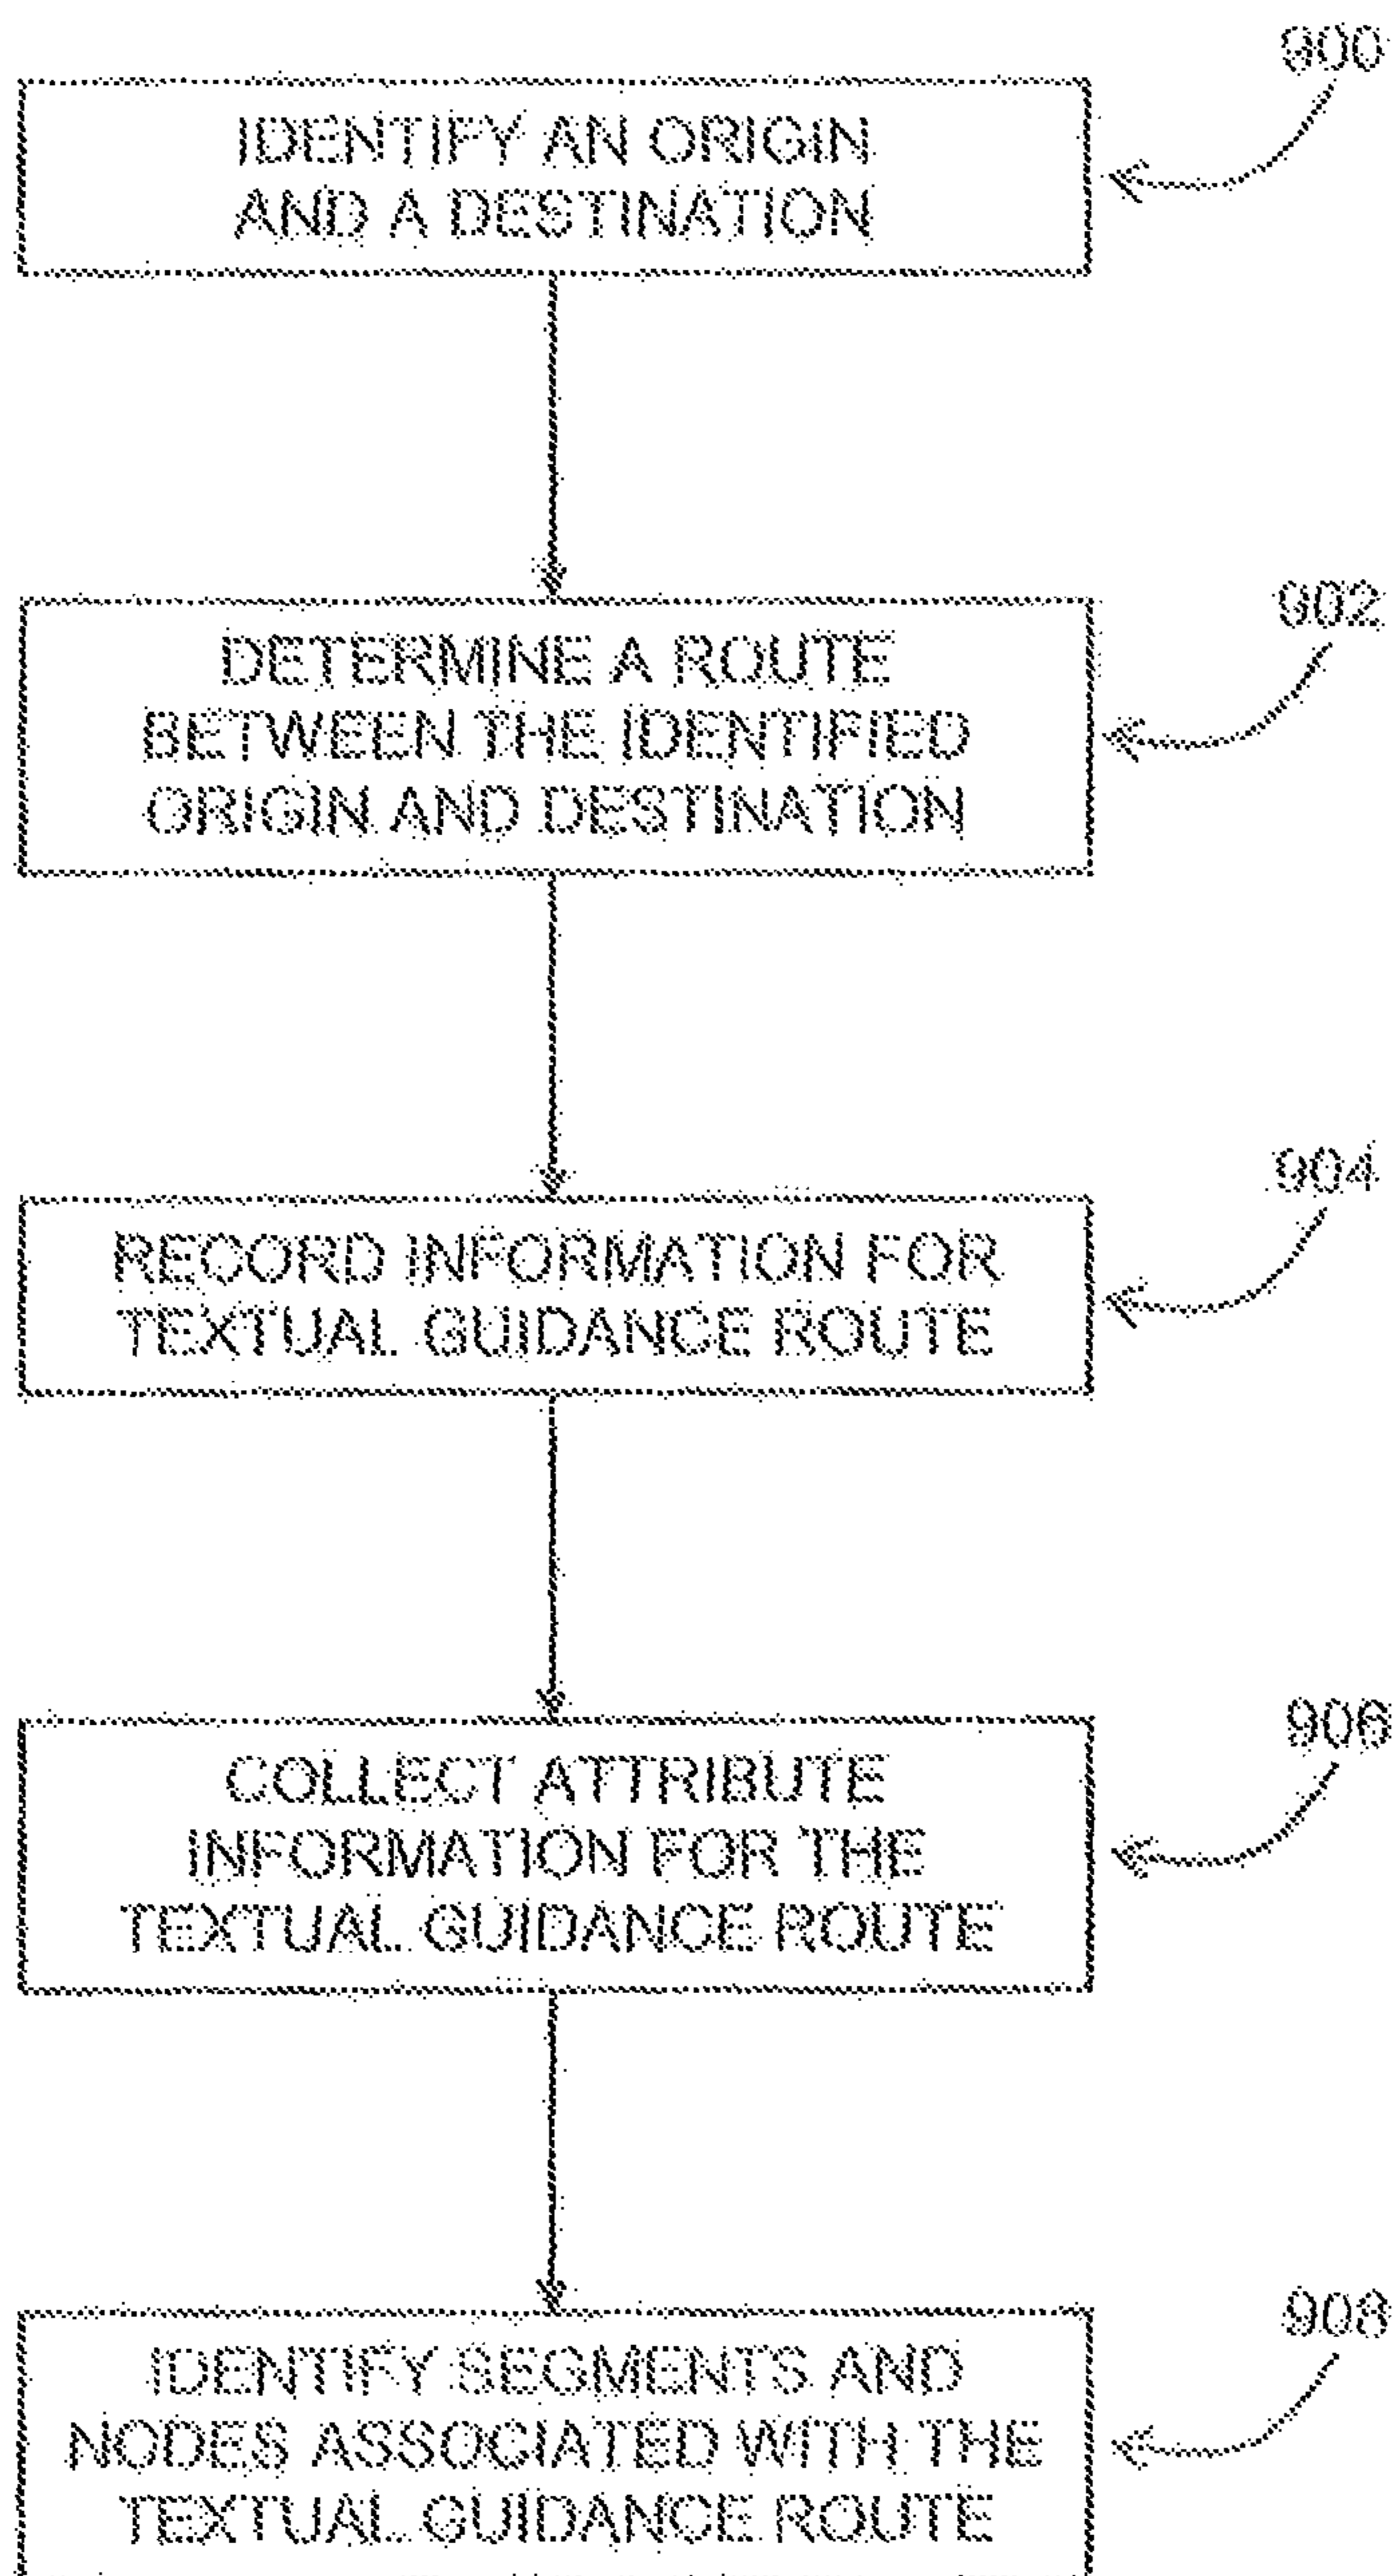 900
IDENTIFY AN ORIGIN
AND A DESTINATION
902
DETERMINE A ROUTE
BETWEEN THE IDENTIFIED
ORIGIN AND DESTINATION
904
RECORD INFORMATION FOR
TEXTUAL GUIDANCE ROUTE
906
COLLECT ATTRIBUTE
INFORMATION FOR THE
TEXTUAL GUIDANCE ROUTE
908
IDENTIFY SEGMENTS AND
NODES ASSOCIATED WITH THE
TEXTUAL GUIDANCE ROUTE